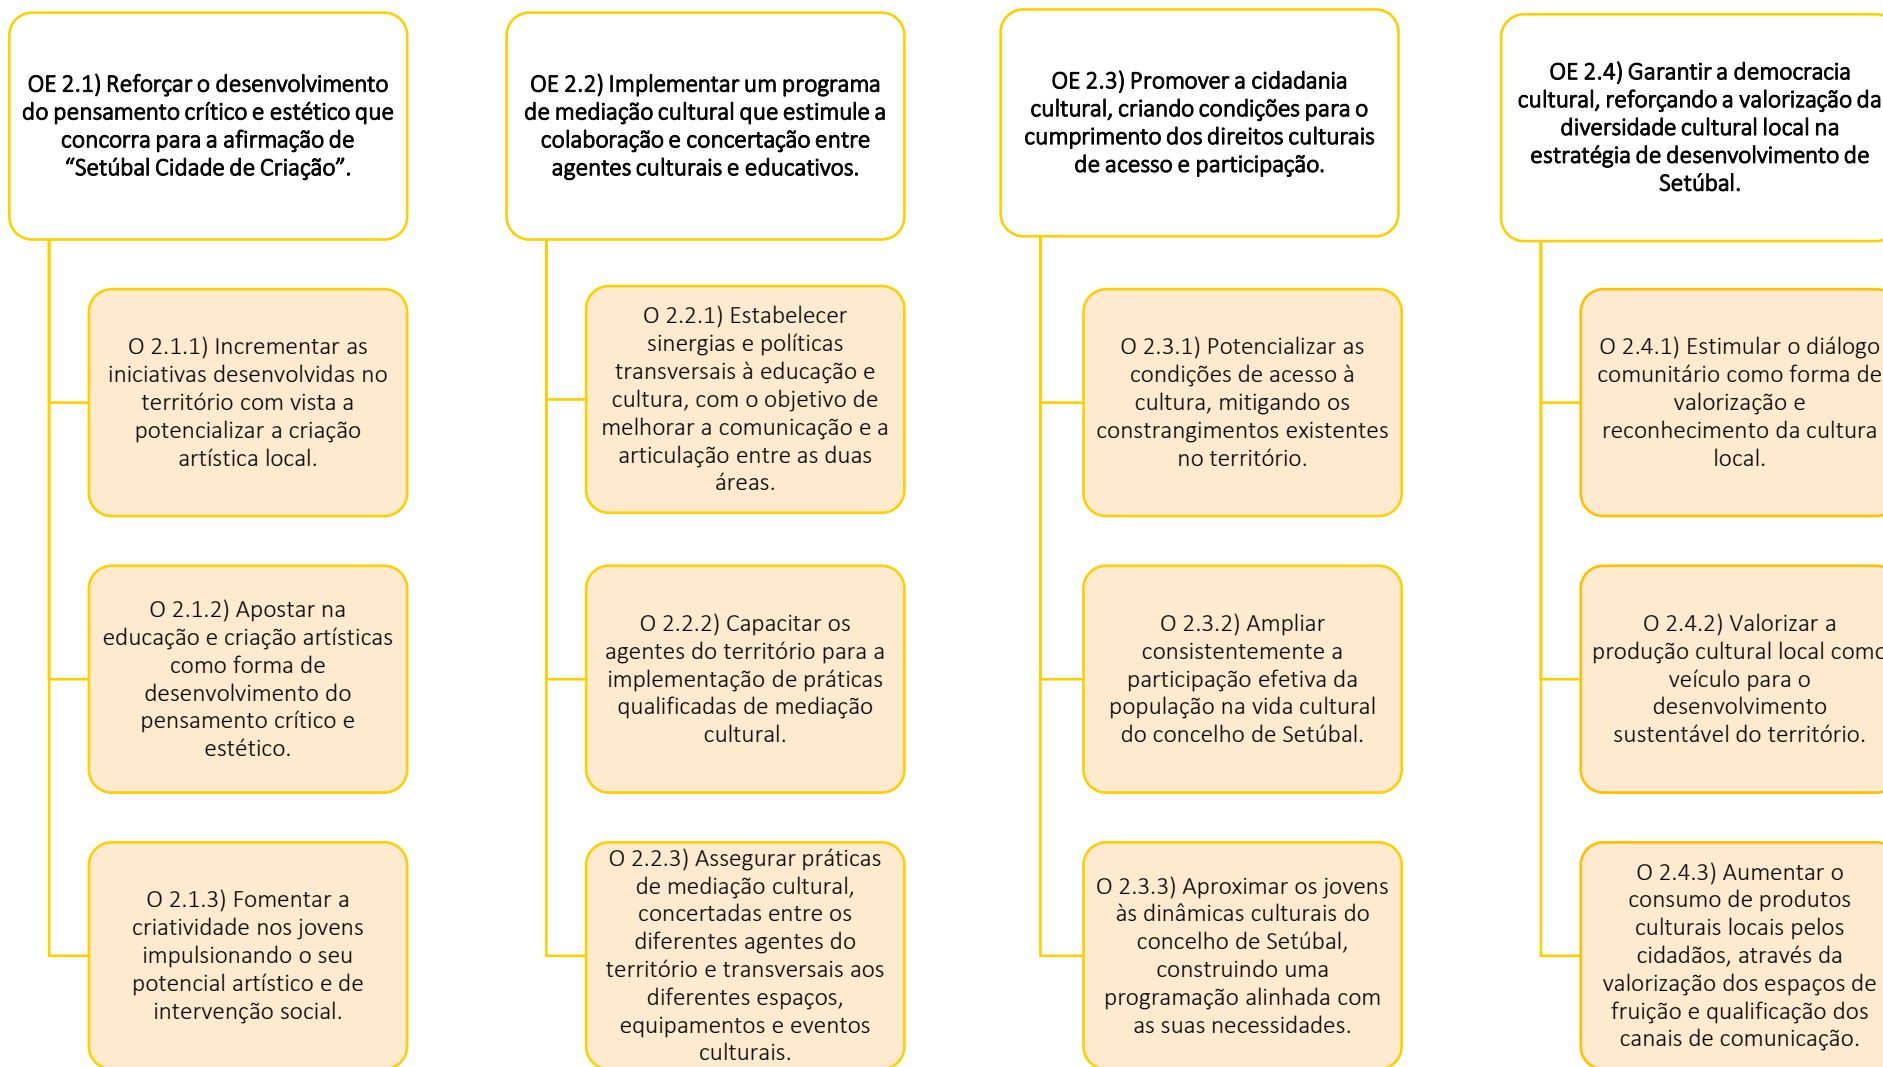 OE 2.1) Reforçar o desenvolvimento
do pensamento crítico e estético que
concorra para a afirmação de
“Setúbal Cidade de Criação”.
O 2.1.1) Incrementar as
iniciativas desenvolvidas no
território com vista a
potencializar a criação
artística local.
O 2.1.2) Apostar na
educação e criação artísticas
como forma de
desenvolvimento do
pensamento crítico e
estético.
O 2.1.3) Fomentar a
criatividade nos jovens
impulsionando o seu
potencial artístico e de
intervenção social.
OE 2.2) Implementar um programa
de mediação cultural que estimule a
colaboração e concertação entre
agentes culturais e educativos.
O 2.2.1) Estabelecer
sinergias e políticas
transversais à educação e
cultura, com o objetivo de
melhorar a comunicação e a
articulação entre as duas
áreas.
O 2.2.2) Capacitar os
agentes do território para a
implementação de práticas
qualificadas de mediação
cultural.
O 2.2.3) Assegurar práticas
de mediação cultural,
concertadas entre os
diferentes agentes do
território e transversais aos
diferentes espaços,
equipamentos e eventos
culturais.
OE 2.3) Promover a cidadania
cultural, criando condições para o
cumprimento dos direitos culturais
de acesso e participação.
O 2.3.1) Potencializar as
condições de acesso à
cultura, mitigando os
constrangimentos existentes
no território.
O 2.3.2) Ampliar
consistentemente a
participação efetiva da
população na vida cultural
do concelho de Setúbal.
O 2.3.3) Aproximar os jovens
às dinâmicas culturais do
concelho de Setúbal,
construindo uma
programação alinhada com
as suas necessidades.
OE 2.4) Garantir a democracia
cultural, reforçando a valorização da
diversidade cultural local na
estratégia de desenvolvimento de
Setúbal.
O 2.4.1) Estimular o diálogo
comunitário como forma de
valorização e
reconhecimento da cultura
local.
O 2.4.2) Valorizar a
produção cultural local como
veículo para o
desenvolvimento
sustentável do território.
O 2.4.3) Aumentar o
consumo de produtos
culturais locais pelos
cidadãos, através da
valorização dos espaços de
fruição e qualificação dos
canais de comunicação.